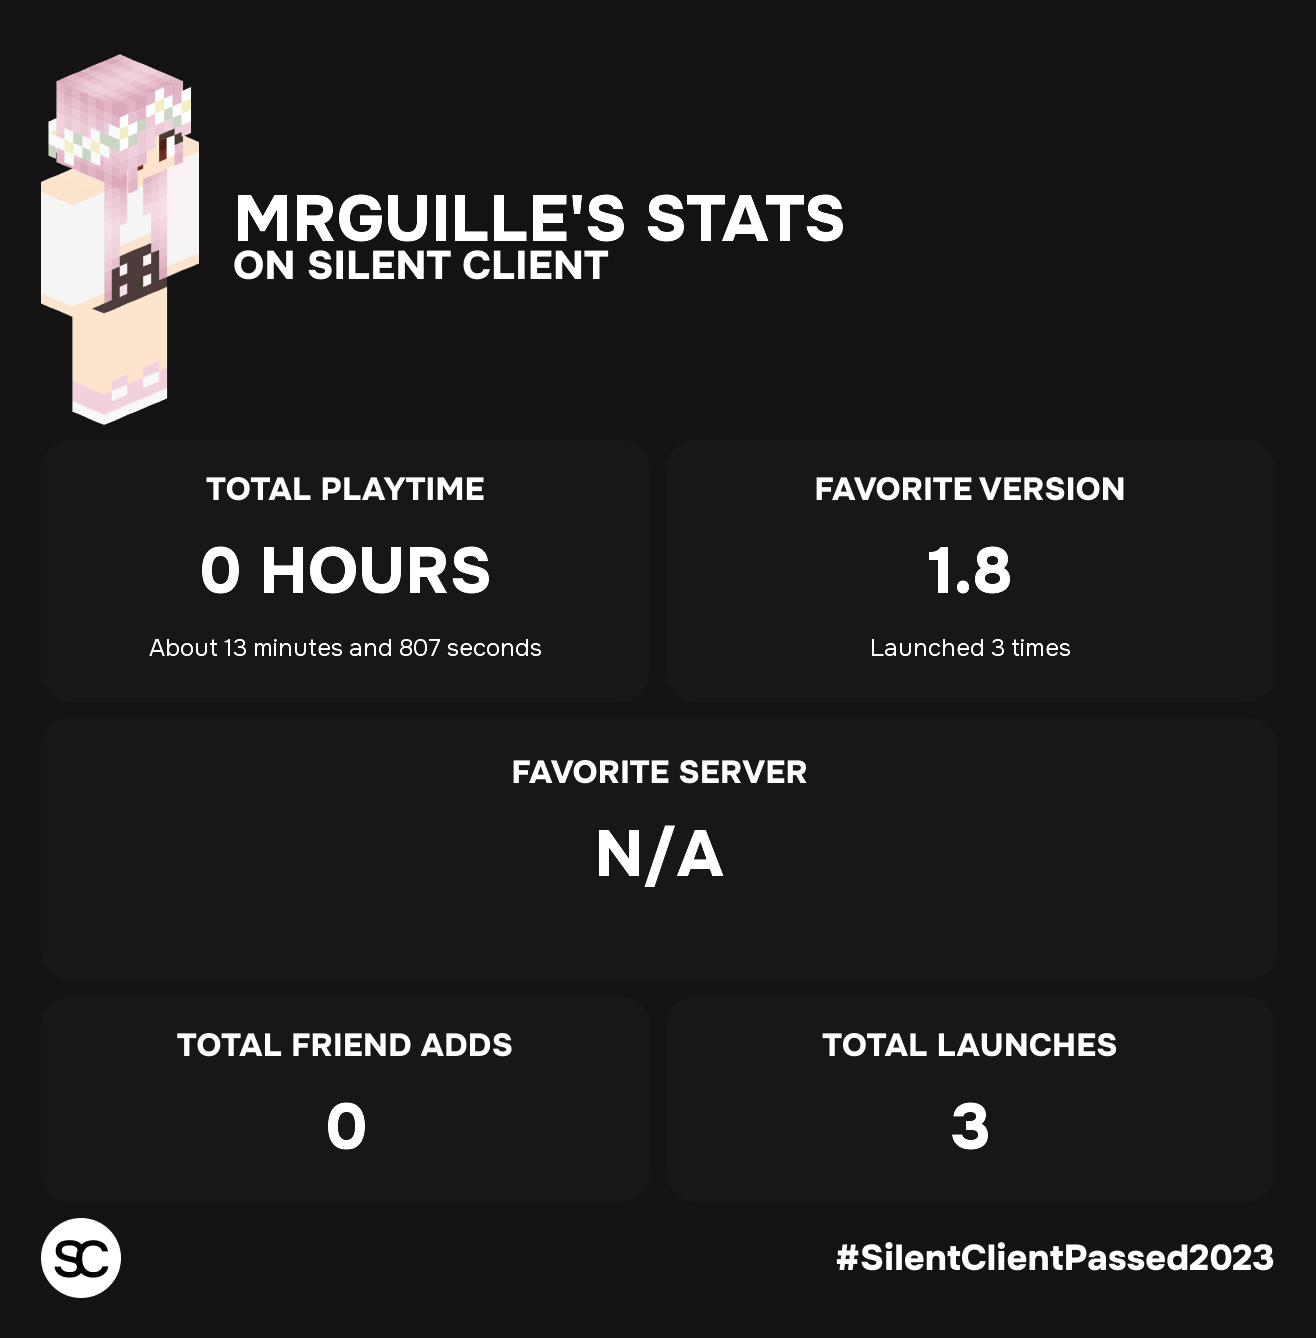 MRGUILLE'S STATS
ON SILENT CLIENT
TOTAL PLAYTIME
0 HOURS
About 13 minutes and 807 seconds
FAVORITE VERSION
1.8
Launched 3 times
FAVORITE SERVER
N/A
TOTAL FRIEND ADDS
0
TOTAL LAUNCHES
3
SC
#SilentClientPassed2023